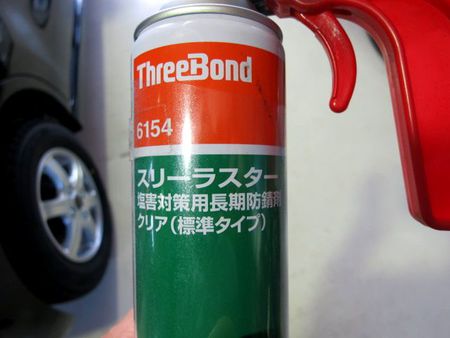 ThreeBond
6154
スリーラスター
塩害対策用長期防錆剤
クリア(標準タイプ)